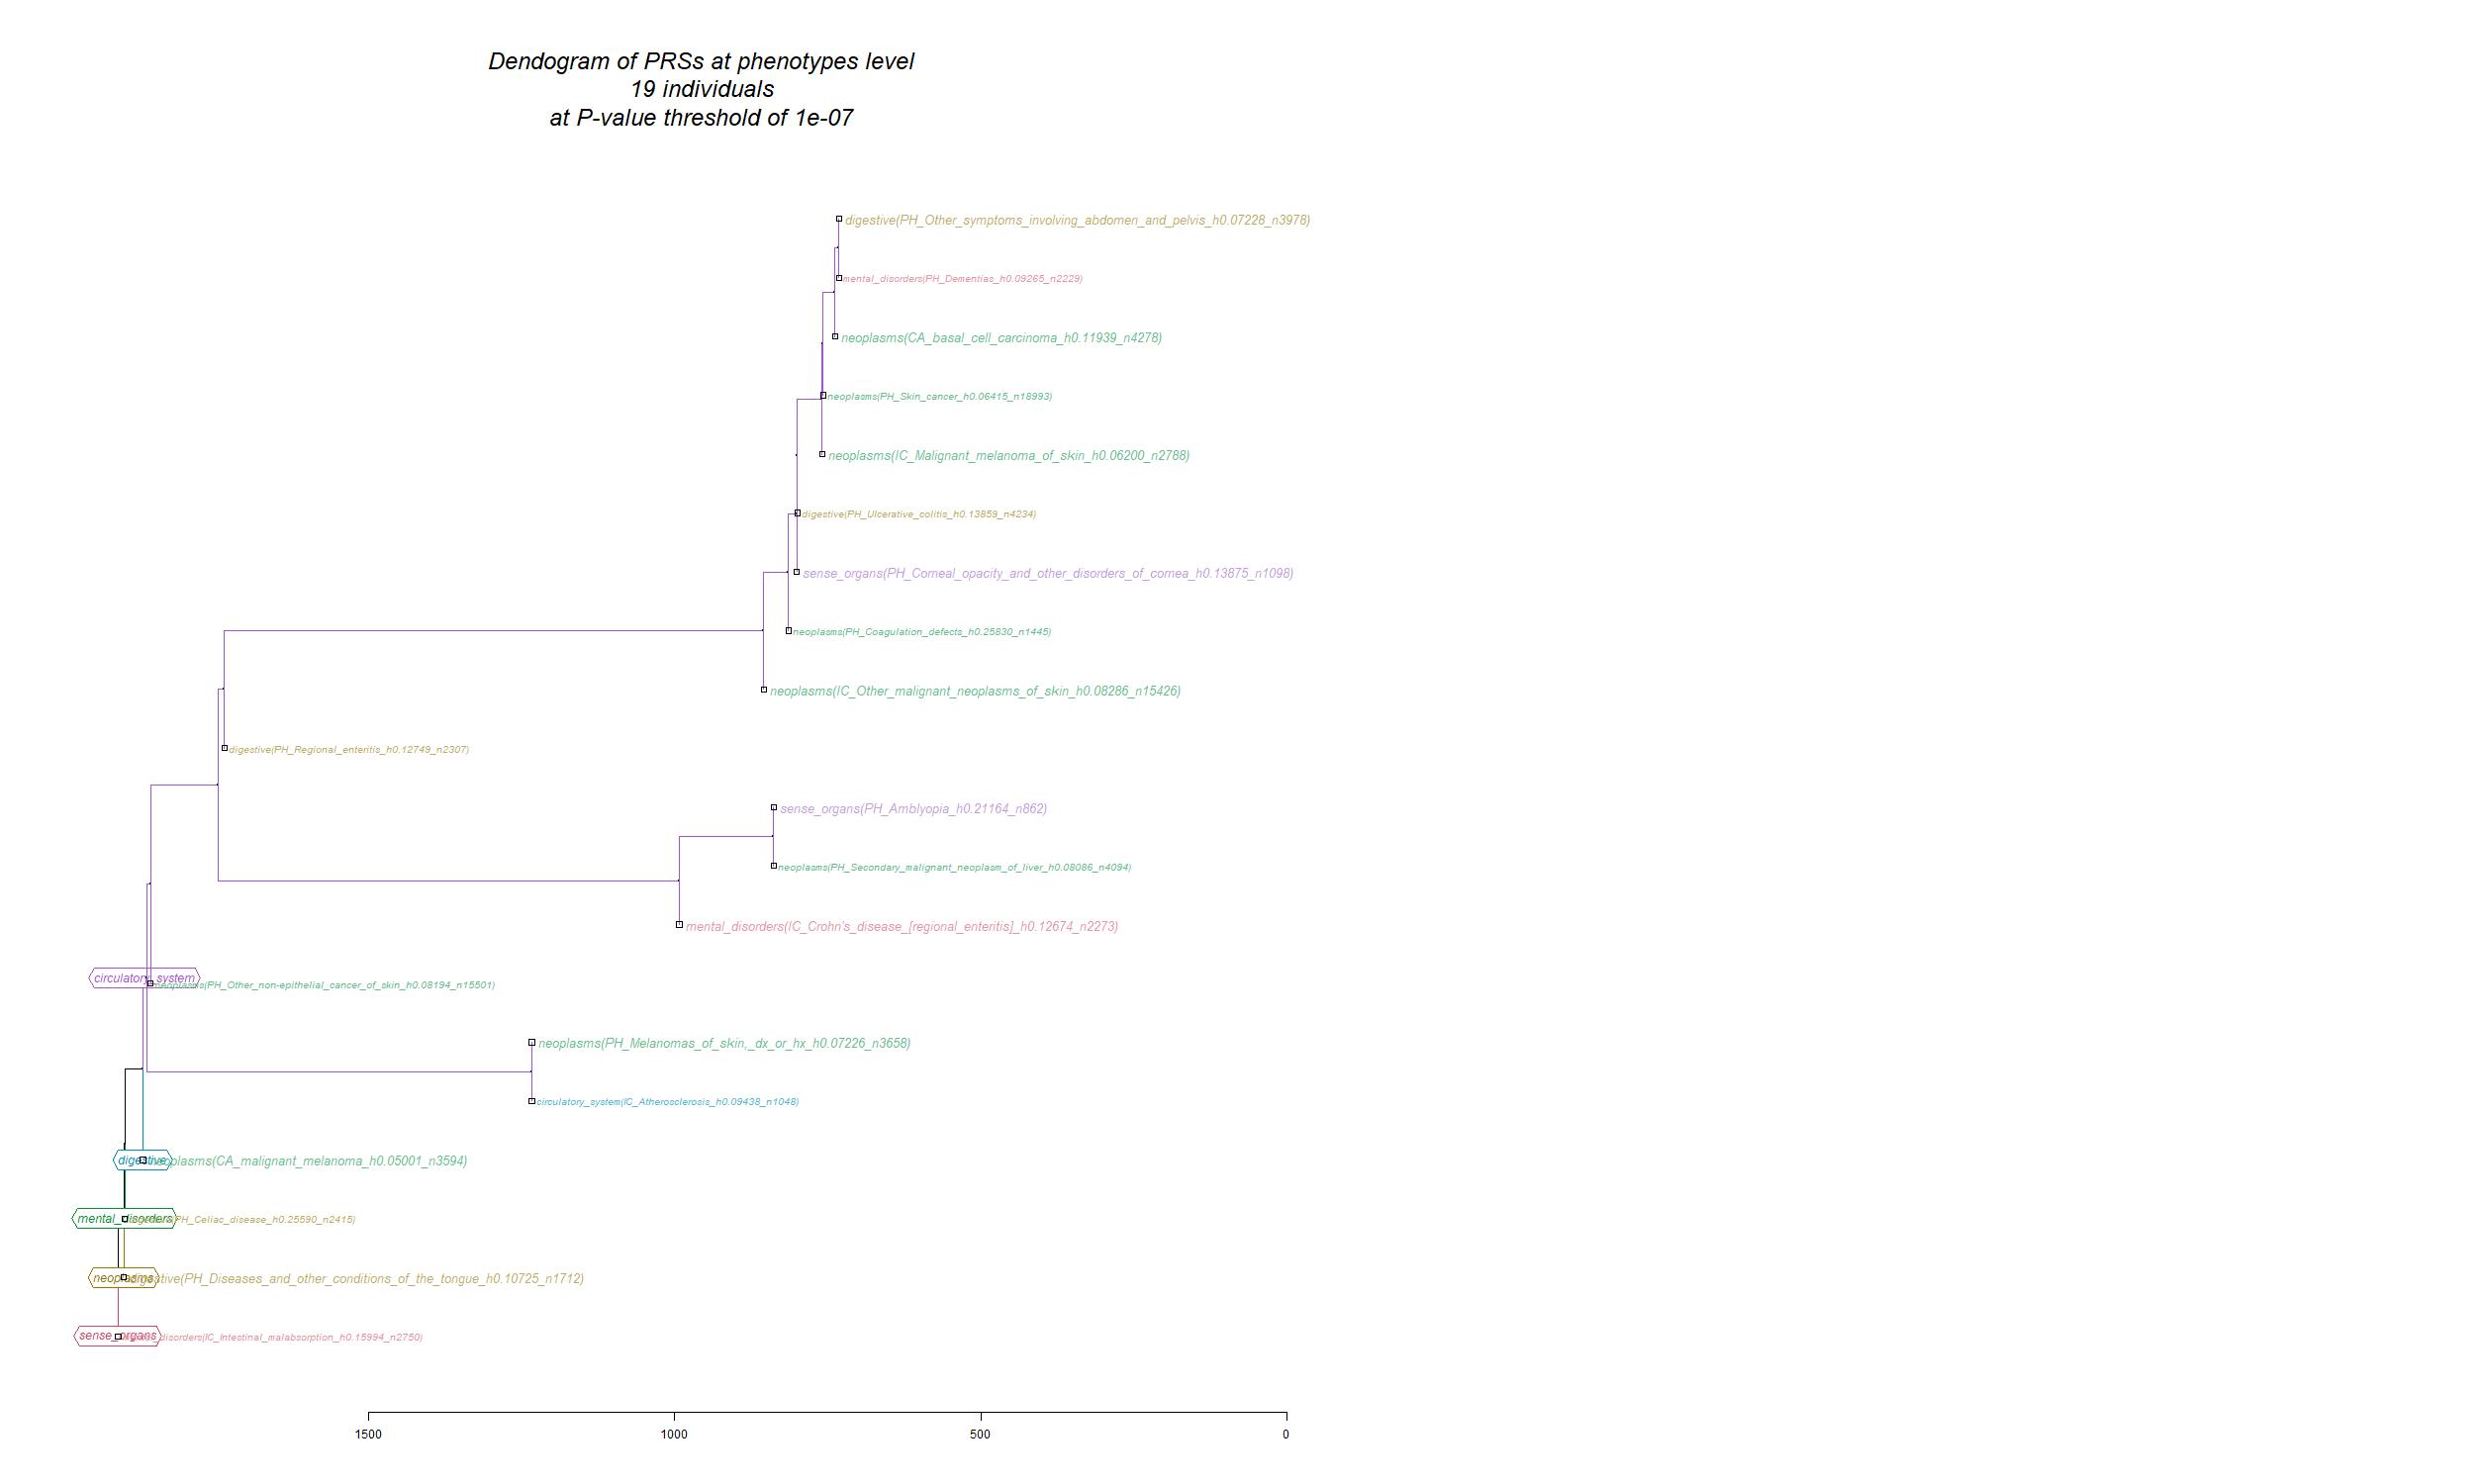 Dendogram of PRSs at phenotypes level
19 individuals
at P-value threshold of 1e-07
digestive(PH_Other_symptoms_involving_abdomen_and_pelvis_h0.07228_n3978)
mental_disorders(PH_Dementias_h0.09265_n2229)
neoplasms(CA_basal_cell_carcinoma_h0.11939_n4278)
neoplasms(PH_Skin_cancer_h0.06415_n18993)
neoplasms(IC_Malignant_melanoma_of_skin_h0.06200_n2788)
digestive(PH_Ulcerative_colitis_h0.13859_n4234)
sense_organs(PH_Corneal_opacity_and_other_disorders_of_cornea_h0.13875_n1098)
neoplasms(PH_Coagulation_defects_h0.25830_n1445)
neoplasms(IC_Other_malignant_neoplasms_of_skin_h0.08286_n15426)
digestive(PH_Regional_enteritis_h0.12749_n2307)
sense_organs(PH_Amblyopia_h0.21164_n862)
neoplasms(PH_Secondary_malignant_neoplasm_of_liver_h0.08086_n4094)
mental_disorders(IC_Crohn's_disease_[regional_enteritis]_h0.12674_n2273)
circulatory_system
neoplasms(PH_Other_non-epithelial_cancer_of_skin_h0.08194_n15501)
neoplasms(PH_Melanomas_of_skin,_dx_or_hx_h0.07226_n3658)
circulatory_system(IC_Atherosclerosis_h0.09438_n1048)
digestive
neoplasms(CA_malignant_melanoma_h0.05001_n3594)
mental_disorders
digestive(PH_Celiac_disease_h0.25590_n2415)
neoplasms
digestive(PH_Diseases_and_other_conditions_of_the_tongue_h0.10725_n1712)
sense_organs
mental_disorders(IC_Intestinal_malabsorption_h0.15994_n2750)
1500 1000 500 0